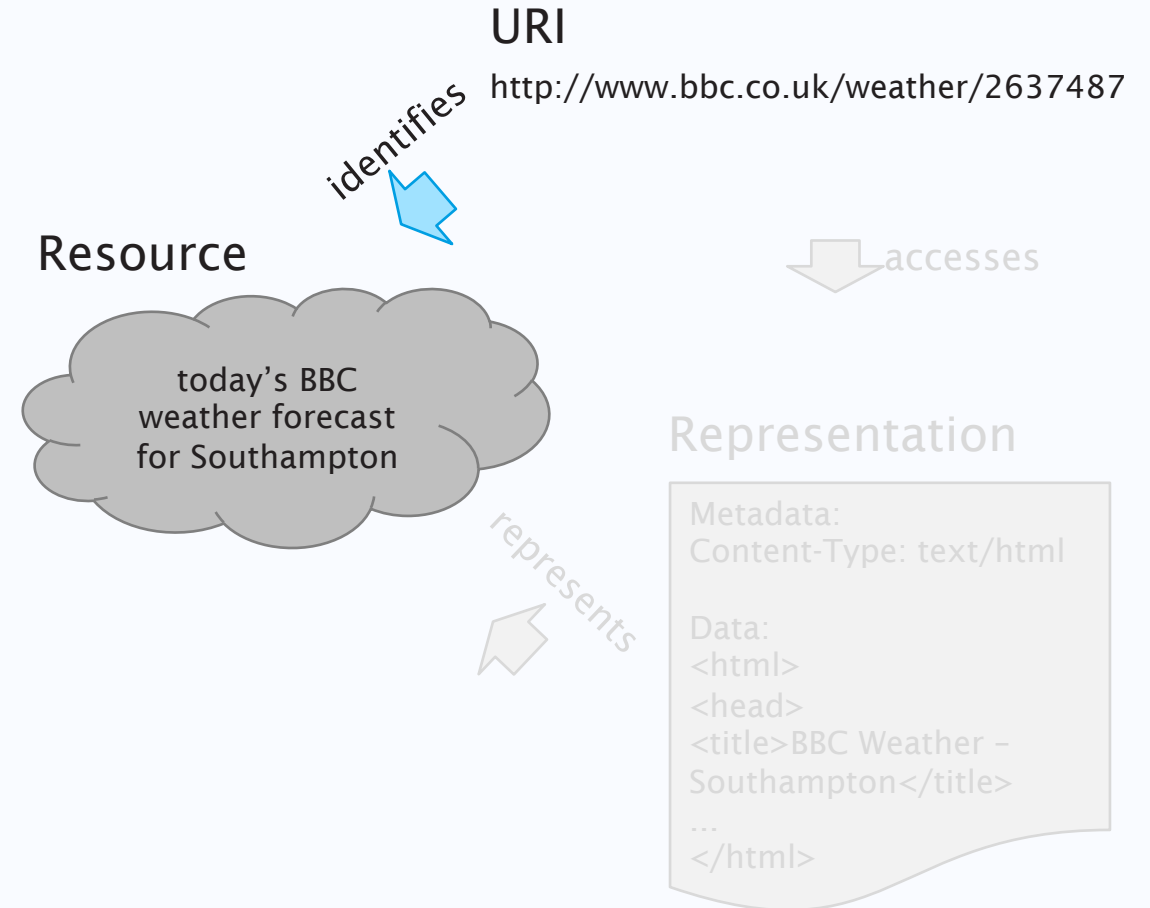 URI
http://www.bbc.co.uk/weather/2637487
identifies
Resource
accesses
today’s BBC
weather forecast
for Southampton
Representation
represents
Metadata:
Content-Type: text/html
Data:
<html>
<head>
<title>BBC Weather –
Southampton</title>
...
</html>